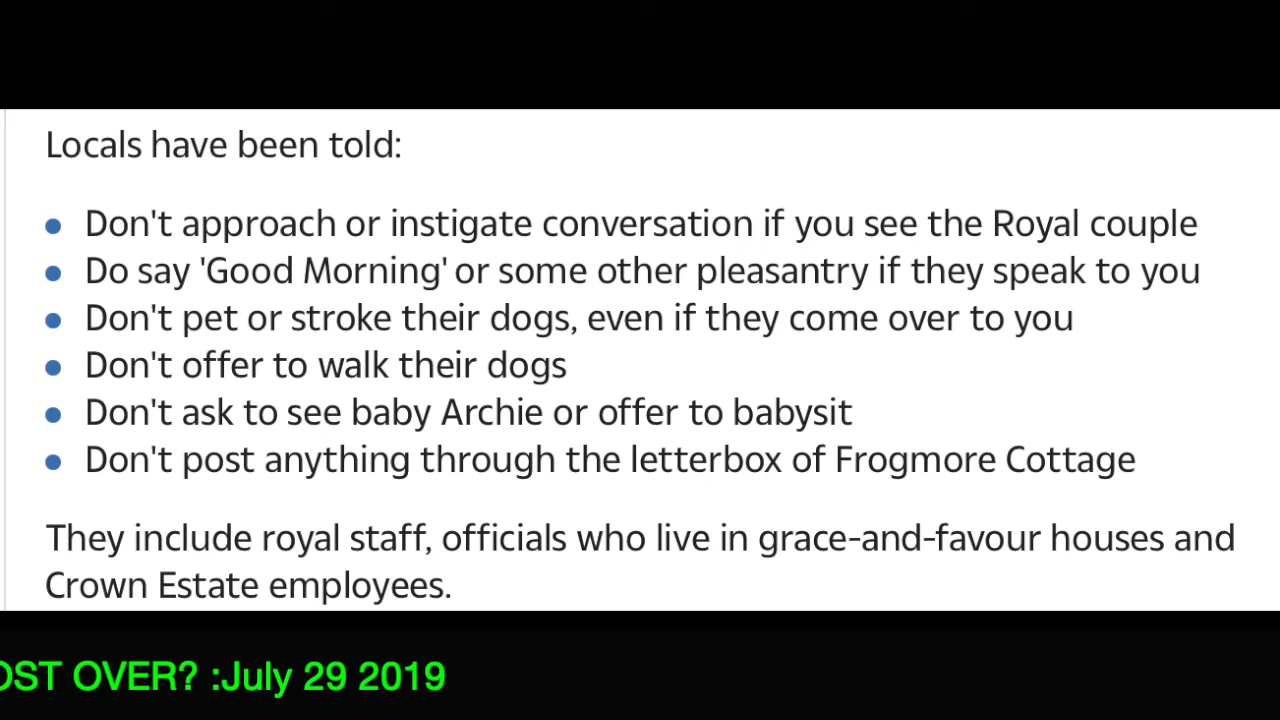 Locals have been told:
Don't approach or instigate conversation if you see the Royal couple
Do say 'Good Morning' or some other pleasantry if they speak to you
Don't pet or stroke their dogs, even if they come over to you
Don't offer to walk their dogs
Don't ask to see baby Archie or offer to babysit
Don't post anything through the letterbox of Frogmore Cottage
They include royal staff, officials who live in grace-and-favour houses and
Crown Estate employees.
OVER? :July 29 2019